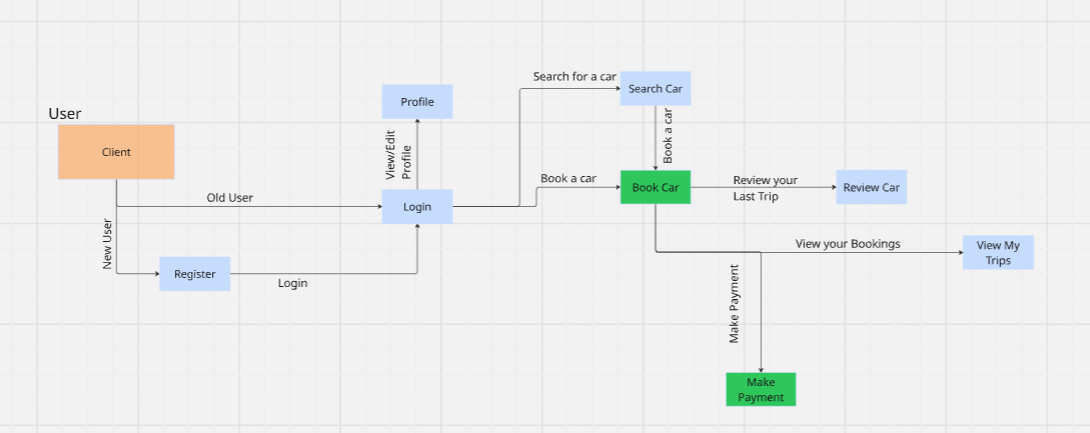 User
Client
Old User
New User
Register
Login
View/Edit
Profile
Profile
Login
Search for a car
Search Car
Book a car
Book a car
Book Car
Review your
Last Trip
Review Car
View your Bookings
View My
Trips
Make Payment
Make
Payment